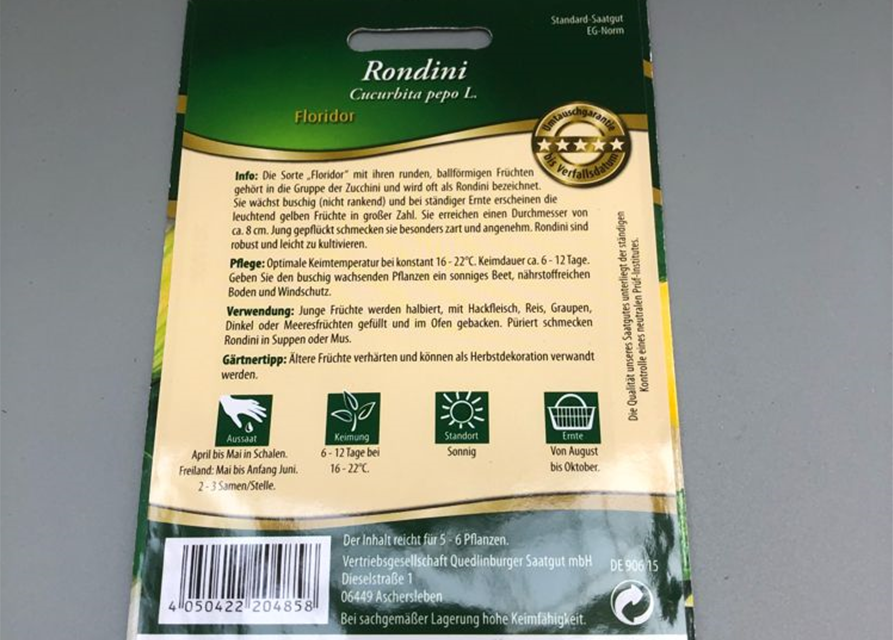 Standard-Saatgut
EG-Norm
Rondini
Cucurbita pepo L.
Floridor
Umtauschgarantie
bis Verfallsdatum
Info: Die Sorte „Floridor“ mit ihren runden, ballförmigen Früchten
gehört in die Gruppe der Zucchini und wird oft als Rondini bezeichnet.
Sie wächst buschig (nicht rankend) und bei ständiger Ernte erscheinen die
leuchtend gelben Früchte in großer Zahl. Sie erreichen einen Durchmesser von
ca. 8 cm. Jung gepflückt schmecken sie besonders zart und angenehm. Rondini sind
robust und leicht zu kultivieren.
Pflege: Optimale Keimtemperatur bei konstant 16 - 22°C. Keimdauer ca. 6 - 12 Tage.
Geben Sie den buschig wachsenden Pflanzen ein sonniges Beet, nährstoffreichen
Boden und Windschutz.
Verwendung: Junge Früchte werden halbiert, mit Hackfleisch, Reis, Graupen,
Dinkel oder Meeresfrüchten gefüllt und im Ofen gebacken. Püriert schmecken
Rondini in Suppen oder Mus.
Gärtnertipp: Ältere Früchte verhärten und können als Herbstdekoration verwandt
werden.
Die Qualität unseres Saatgutes unterliegt der ständigen
Kontrolle eines neutralen Prüf-Institutes.
Aussaat
April bis Mai in Schalen.
Freiland: Mai bis Anfang Juni.
2 - 3 Samen/Stelle.
Keimung
6 - 12 Tage bei
16 - 22°C.
Standort
Sonnig
Ernte
Von August
bis Oktober.
Der Inhalt reicht für 5 - 6 Pflanzen.
Vertriebsgesellschaft Quedlinburger Saatgut mbH
Dieselstraße 1
06449 Aschersleben
Bei sachgemäßer Lagerung hohe Keimfähigkeit.
DE 906 15
4 050422 204858